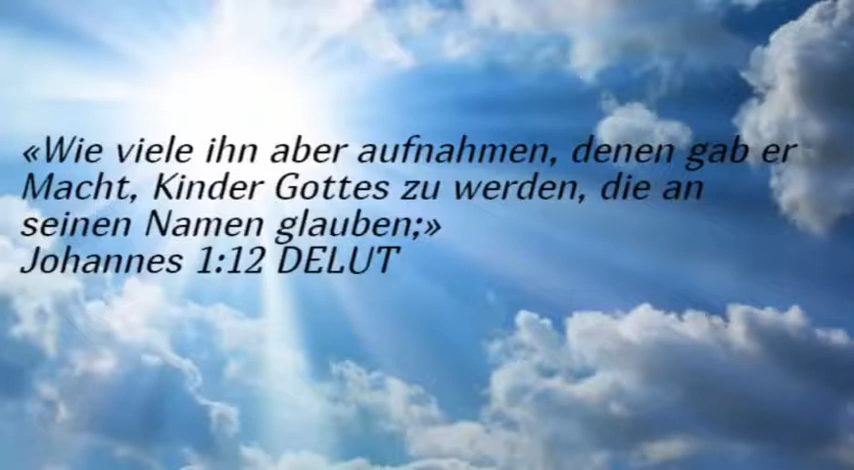 «Wie viele ihn aber aufnahmen, denen gab er
Macht, Kinder Gottes zu werden, die an
seinen Namen glauben;»
Johannes 1:12 DELUT